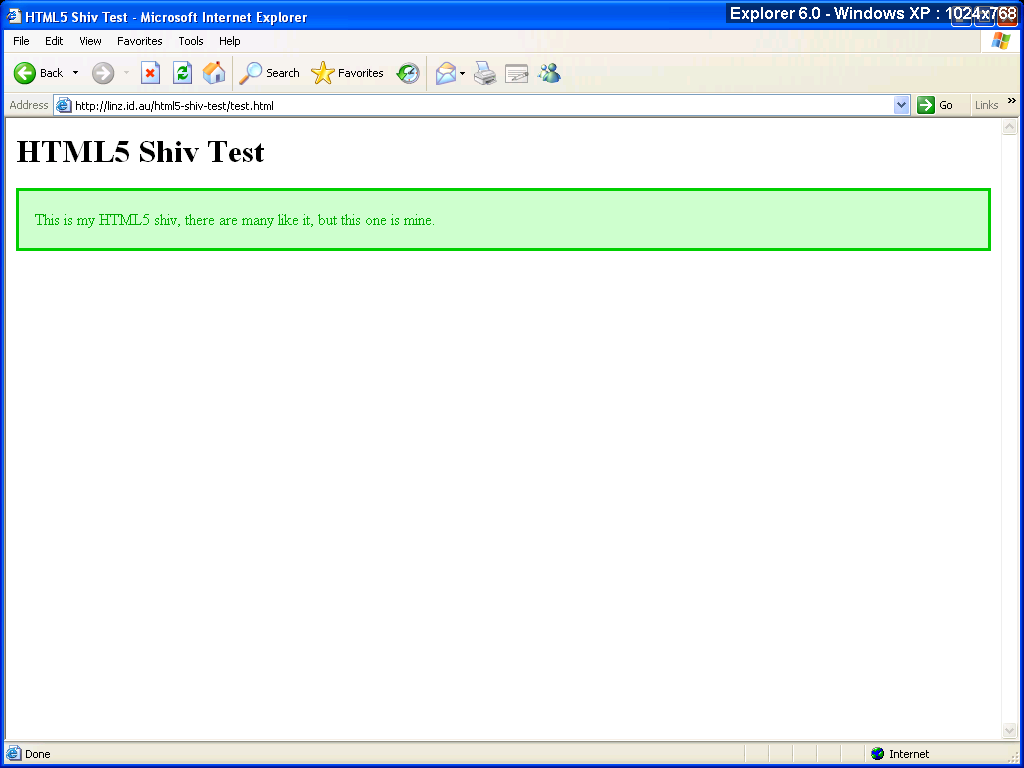 HTML5 Shiv Test - Microsoft Internet Explorer
Explorer 6.0 - Windows XP : 1024x768
File Edit View Favorites Tools Help
Back Search Favorites
Address http://linz.id.au/html5-shiv-test/test.html Go Links »
HTML5 Shiv Test
This is my HTML5 shiv, there are many like it, but this one is mine.
Done Internet